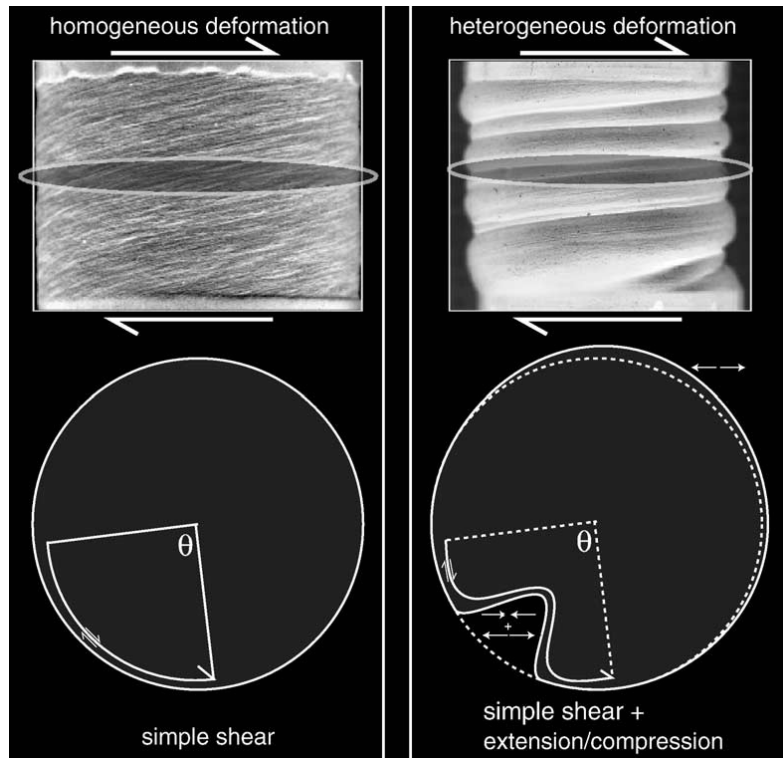 homogeneous deformation
heterogeneous deformation
θ
θ
+
simple shear
simple shear +
extension/compression